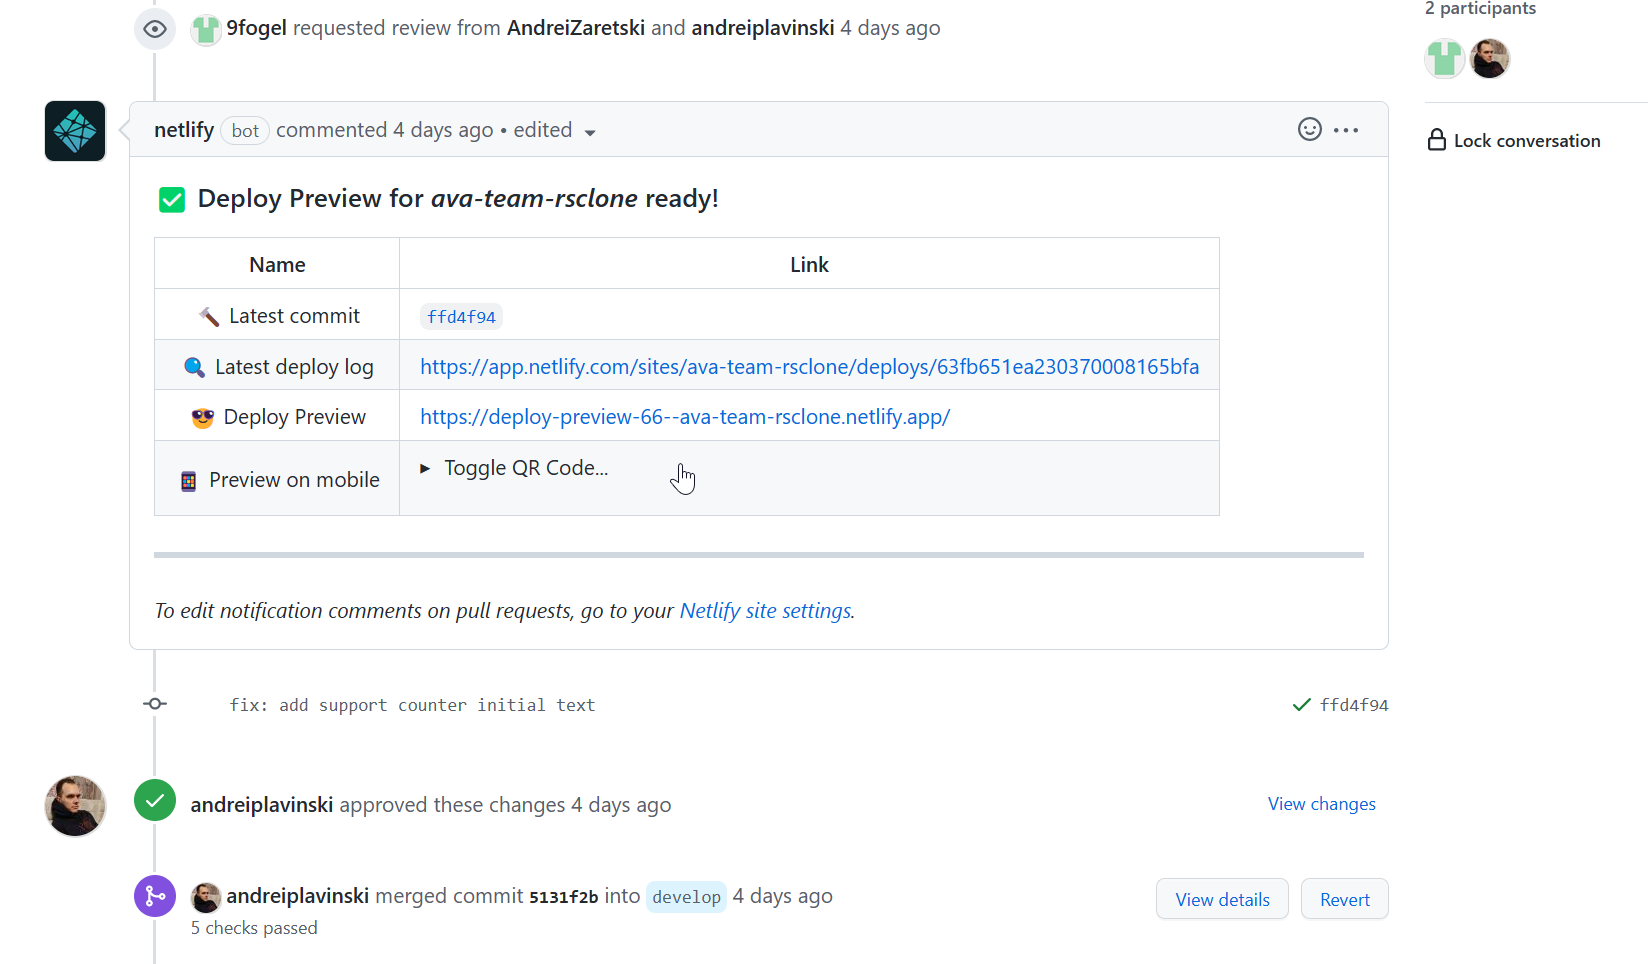 9fogel requested review from AndreiZaretski and andreiplavinski 4 days ago
2 participants
Lock conversation
netlify bot commented 4 days ago • edited
Deploy Preview for ava-team-rsclone ready!
Name Link
Latest commit ffd4f94
Latest deploy log https://app.netlify.com/sites/ava-team-rsclone/deploys/63fb651ea230370008165bfa
Deploy Preview https://deploy-preview-66--ava-team-rsclone.netlify.app/
Preview on mobile Toggle QR Code...
To edit notification comments on pull requests, go to your Netlify site settings.
fix: add support counter initial text ffd4f94
andreiplavinski approved these changes 4 days ago View changes
andreiplavinski merged commit 5131f2b into develop 4 days ago View details Revert
5 checks passed